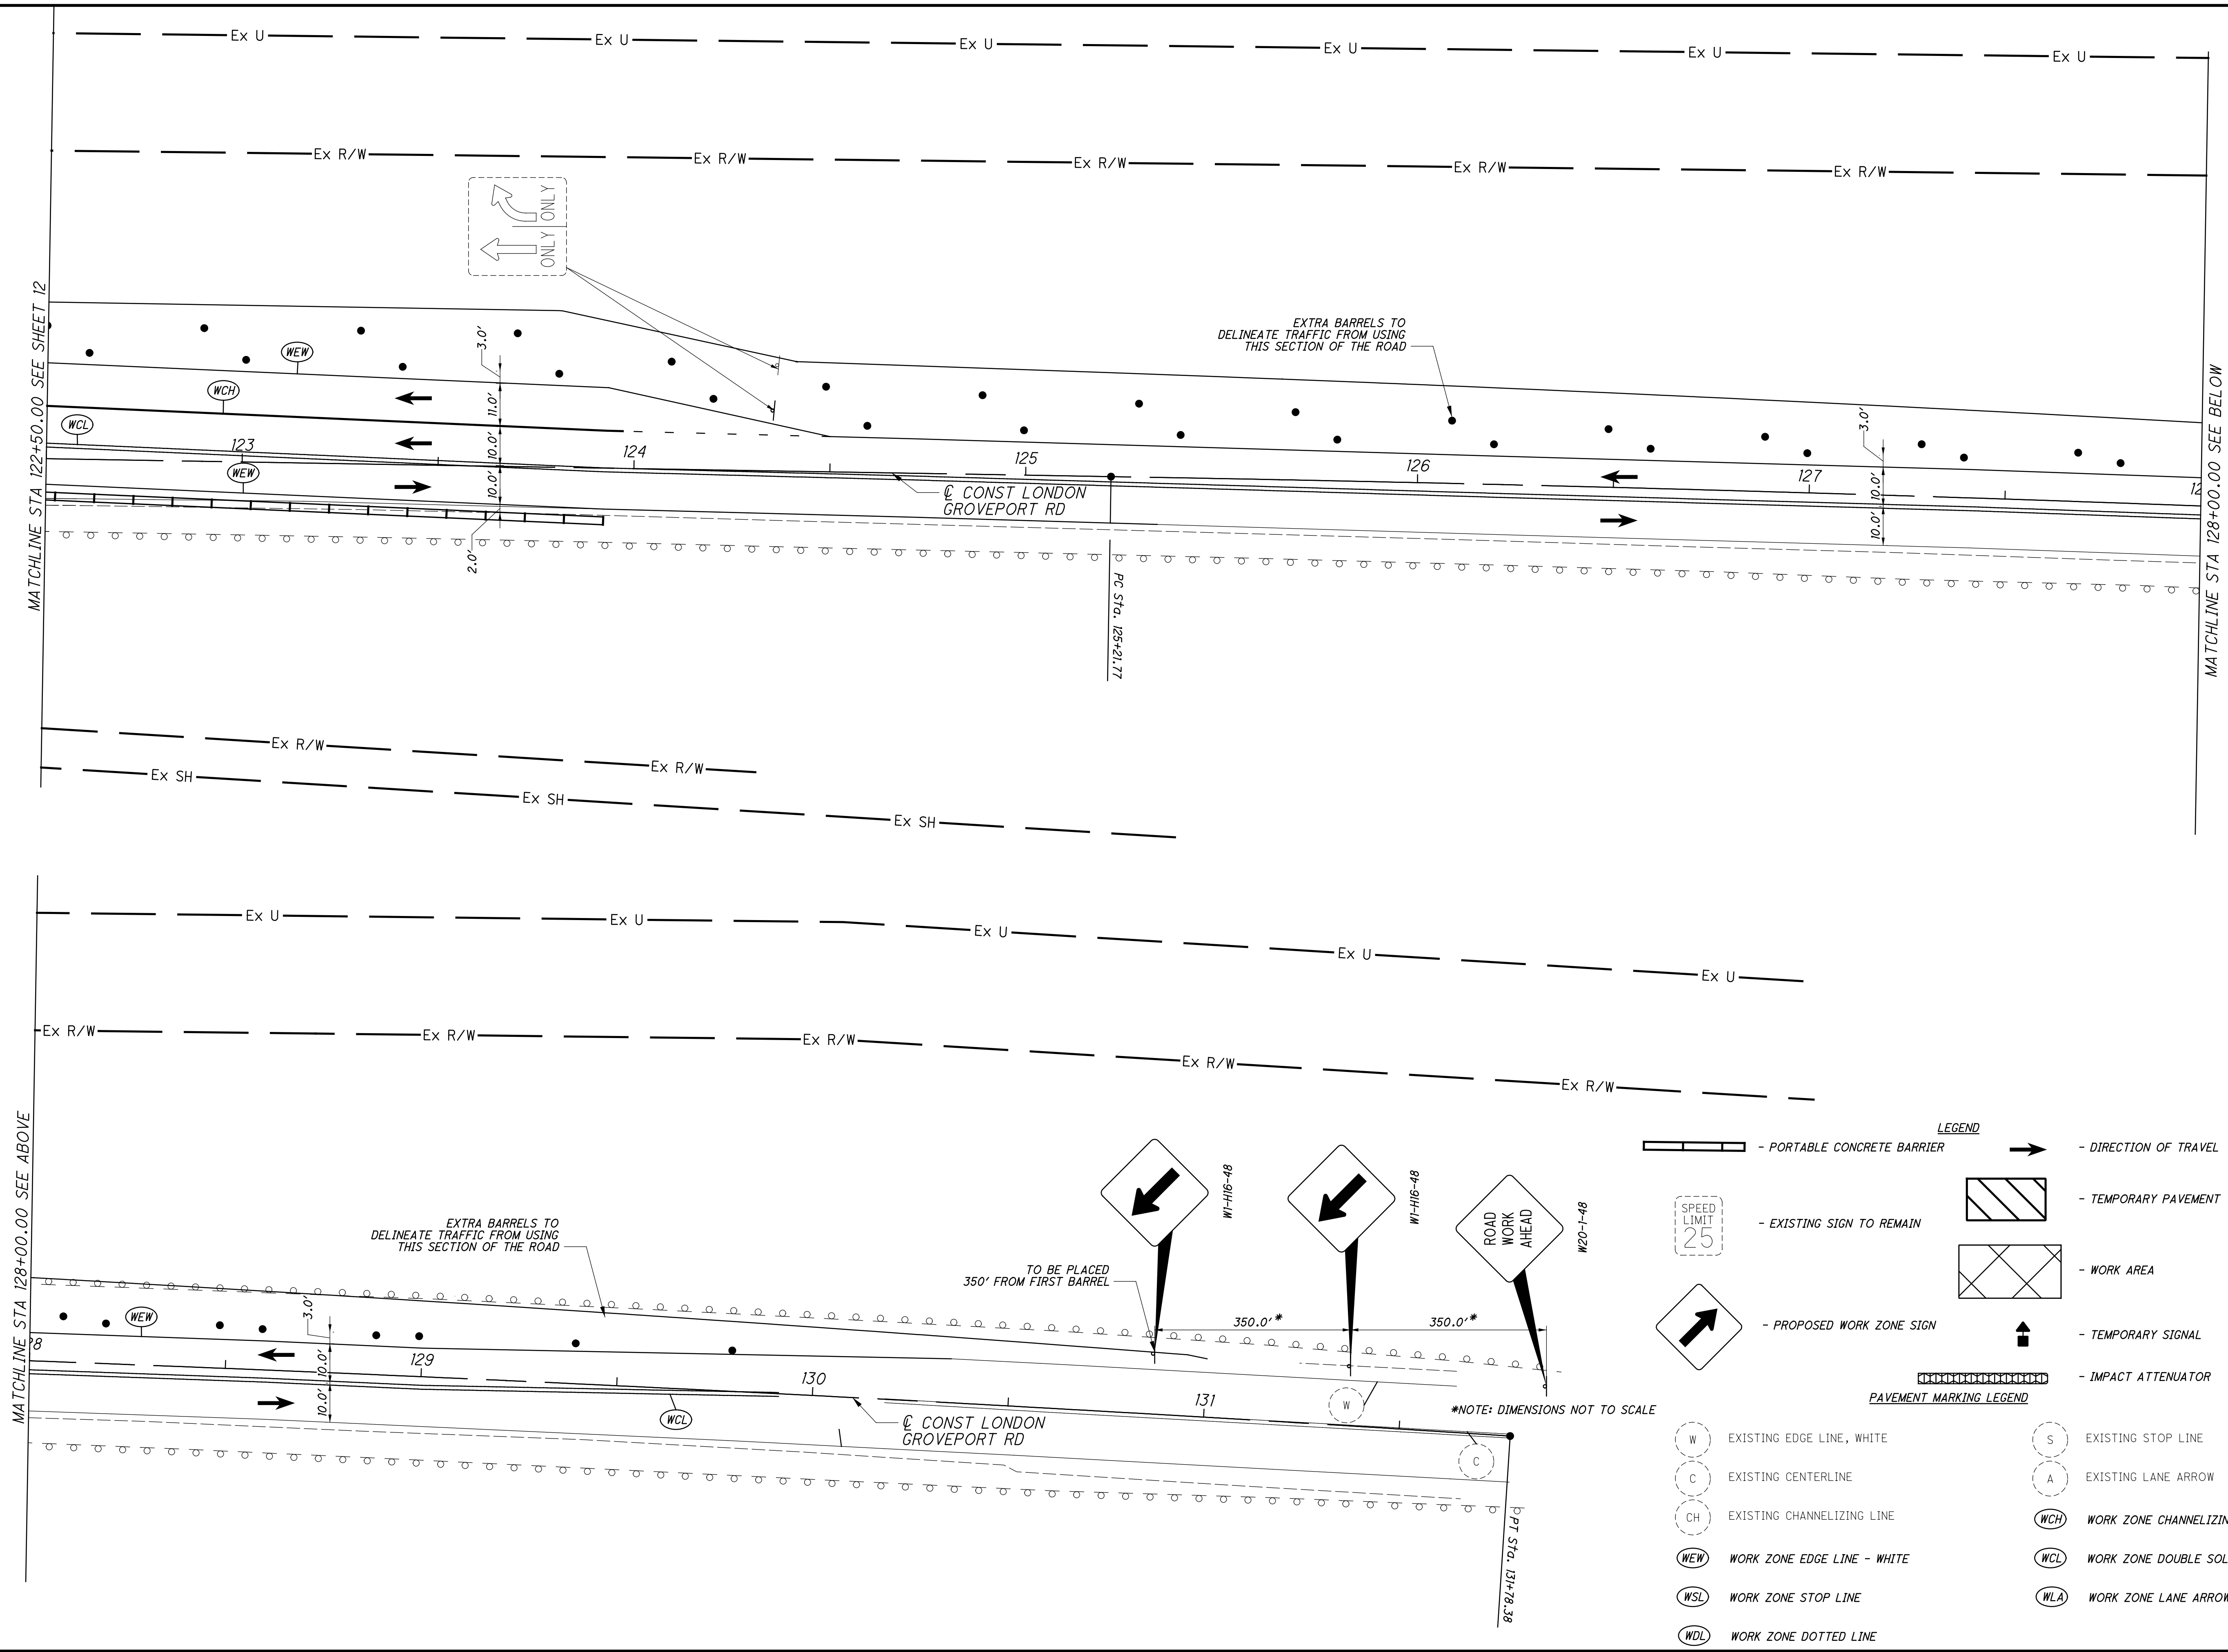 Ex U
Ex U
Ex U
Ex U
Ex U
Ex U
Ex R/W
Ex R/W
Ex R/W
Ex R/W
Ex R/W
ONLY
ONLY
MATCHLINE STA 122+50.00 SEE SHEET 12
MATCHLINE STA 128+00.00 SEE BELOW
EXTRA BARRELS TO
DELINEATE TRAFFIC FROM USING
THIS SECTION OF THE ROAD
WEW
WCH
WCL
WEW
3.0'
11.0'
10.0'
10.0'
2.0'
123
124
125
126
127
12
3.0'
10.0'
10.0'
℄ CONST LONDON
GROVEPORT RD
PC Sta. 125+21.77
Ex R/W
Ex R/W
Ex SH
Ex SH
Ex SH
Ex U
Ex U
Ex U
Ex U
Ex U
Ex R/W
Ex R/W
Ex R/W
Ex R/W
Ex R/W
MATCHLINE STA 128+00.00 SEE ABOVE
EXTRA BARRELS TO
DELINEATE TRAFFIC FROM USING
THIS SECTION OF THE ROAD
TO BE PLACED
350' FROM FIRST BARREL
W1-H16-48
W1-H16-48
ROAD
WORK
AHEAD
W20-1-48
350.0'*
350.0'*
WEW
3.0'
10.0'
10.0'
28
129
130
131
WCL
℄ CONST LONDON
GROVEPORT RD
W
C
*NOTE: DIMENSIONS NOT TO SCALE
PT Sta. 131+78.38
LEGEND
- PORTABLE CONCRETE BARRIER
- DIRECTION OF TRAVEL
SPEED
LIMIT
25
- EXISTING SIGN TO REMAIN
- TEMPORARY PAVEMENT
- WORK AREA
- PROPOSED WORK ZONE SIGN
- TEMPORARY SIGNAL
- IMPACT ATTENUATOR
PAVEMENT MARKING LEGEND
W EXISTING EDGE LINE, WHITE
S EXISTING STOP LINE
C EXISTING CENTERLINE
A EXISTING LANE ARROW
CH EXISTING CHANNELIZING LINE
WCH WORK ZONE CHANNELIZIN
WEW WORK ZONE EDGE LINE - WHITE
WCL WORK ZONE DOUBLE SOL
WSL WORK ZONE STOP LINE
WLA WORK ZONE LANE ARROW
WDL WORK ZONE DOTTED LINE